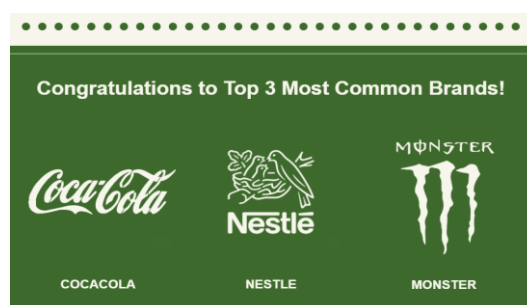 Congratulations to Top 3 Most Common Brands!
Coca-Cola
Nestlé
MONSTER
COCACOLA
NESTLE
MONSTER